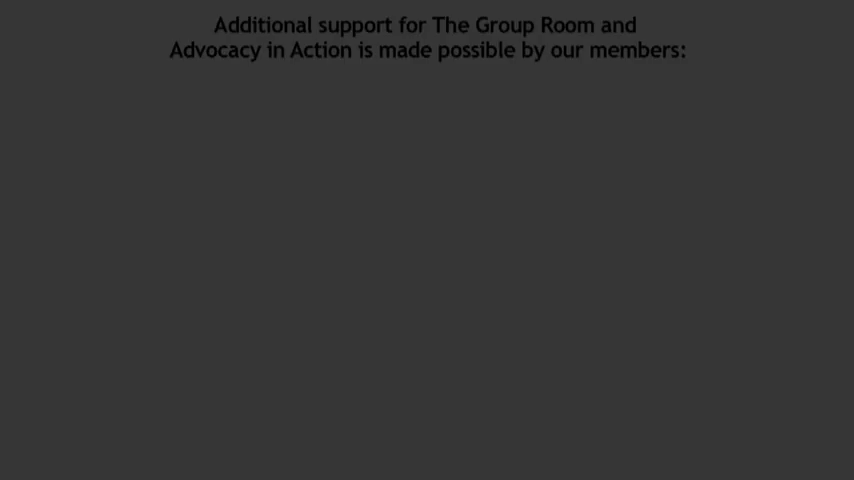 Additional support for The Group Room and
Advocacy in Action is made possible by our members: